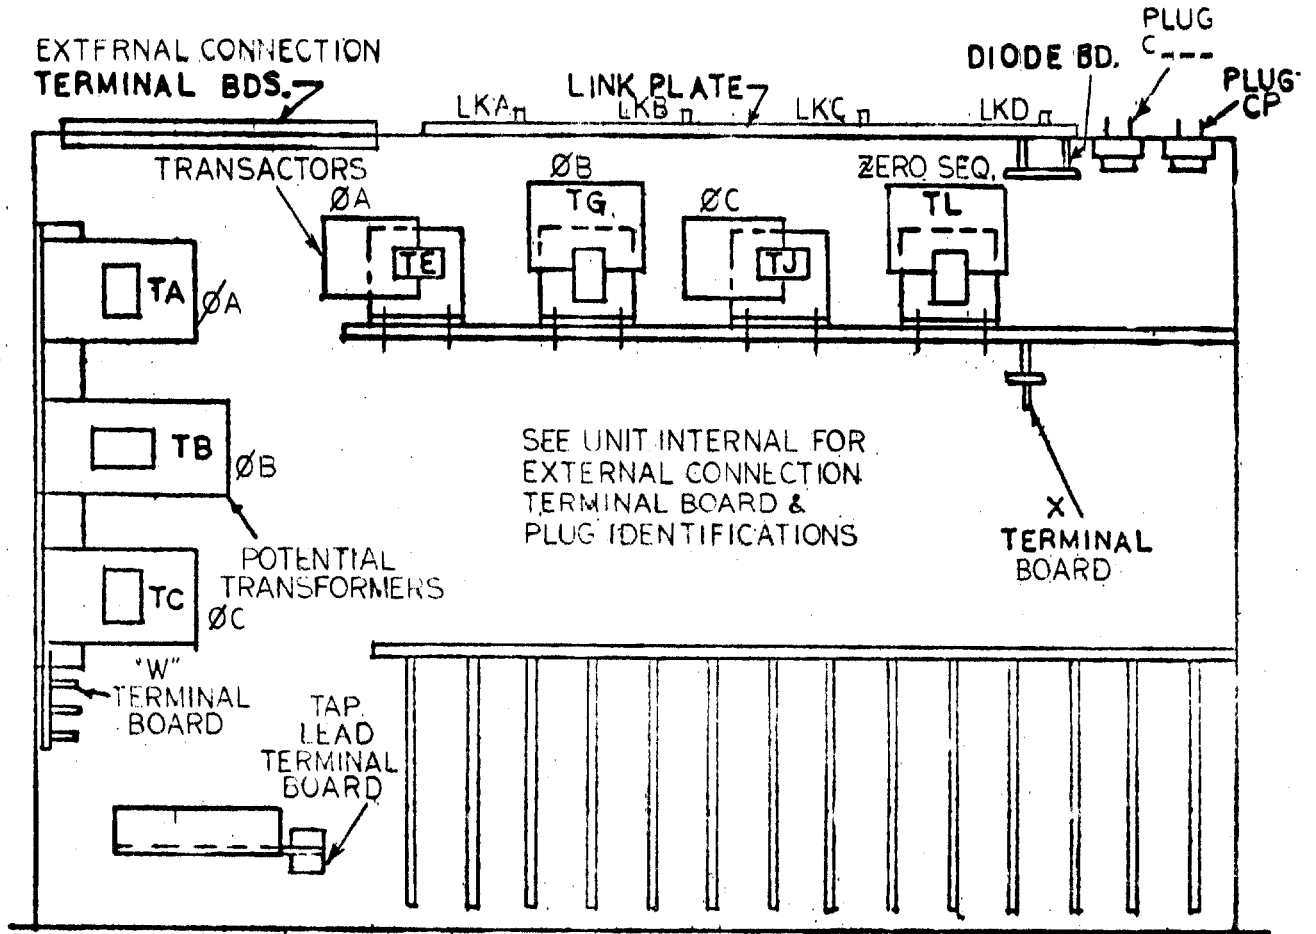 EXTERNAL CONNECTION
TERMINAL BDS.
LINK PLATE
DIODE BD.
PLUG
C----
PLUG
CP
LKA
LKB
LKC
LKD
TRANSACTORS
ØA
TE
ØB
TG
ØC
TJ
ZERO SEQ.
TL
TA
ØA
TB
ØB
TC
ØC
POTENTIAL
TRANSFORMERS
SEE UNIT INTERNAL FOR
EXTERNAL CONNECTION
TERMINAL BOARD &
PLUG IDENTIFICATIONS
X
TERMINAL
BOARD
"W"
TERMINAL
BOARD
TAP
LEAD
TERMINAL
BOARD